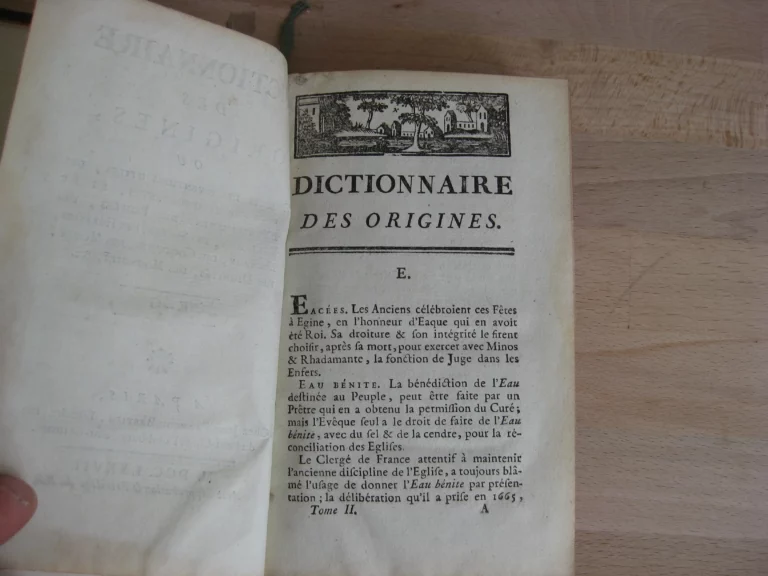 DICTIONNAIRE
DES ORIGINES.
E.
EACÉES. Les Anciens célébroient ces Fêtes
à Egine, en l'honneur d'Eaque qui en avoit
été Roi. Sa droiture & son intégrité le firent
choisir, après sa mort, pour exercer avec Minos
& Rhadamante, la fonction de Juge dans les
Enfers.
EAU BÉNITE. La bénédiction de l'Eau
destinée au Peuple, peut être faite par un
Prêtre qui en a obtenu la permission du Curé;
mais l'Evêque seul a le droit de faite de l'Eau
bénite, avec du sel & de la cendre, pour la ré-
conciliation des Eglises.
Le Clergé de France attentif à maintenir
l'ancienne discipline de l'Eglise, a toujours blâ-
mé l'usage de donner l'Eau bénite par présen-
tation; la délibération qu'il a prise en 1665,
Tome II. A